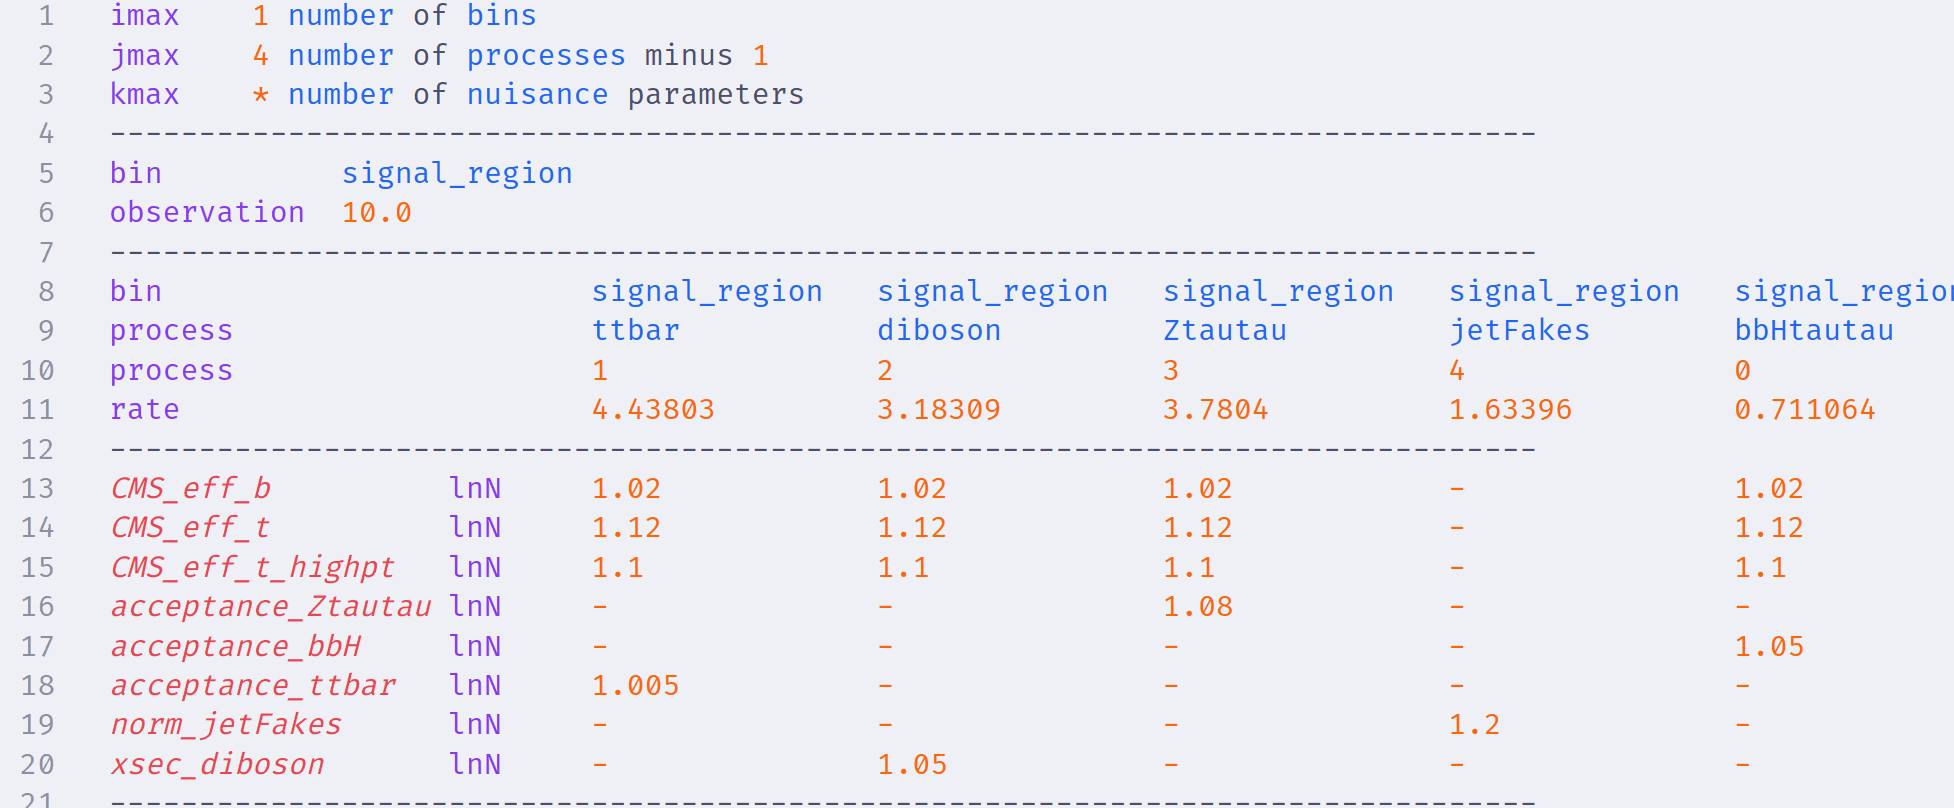 1 imax    1 number of bins
2 jmax    4 number of processes minus 1
3 kmax    * number of nuisance parameters
4 --------------------------------------------------------------------------------
5 bin          signal_region
6 observation  10.0
7 --------------------------------------------------------------------------------
8 bin                        signal_region   signal_region   signal_region   signal_region   signal_region
9 process                    ttbar           diboson         Ztautau         jetFakes        bbHtautau
10 process                    1               2               3               4               0
11 rate                       4.43803         3.18309         3.7804          1.63396         0.711064
12 --------------------------------------------------------------------------------
13 CMS_eff_b          lnN     1.02            1.02            1.02            -               1.02
14 CMS_eff_t          lnN     1.12            1.12            1.12            -               1.12
15 CMS_eff_t_highpt   lnN     1.1             1.1             1.1             -               1.1
16 acceptance_Ztautau lnN     -               -               1.08            -               -
17 acceptance_bbH     lnN     -               -               -               -               1.05
18 acceptance_ttbar   lnN     1.005           -               -               -               -
19 norm_jetFakes      lnN     -               -               -               1.2             -
20 xsec_diboson       lnN     -               1.05            -               -               -
21 --------------------------------------------------------------------------------